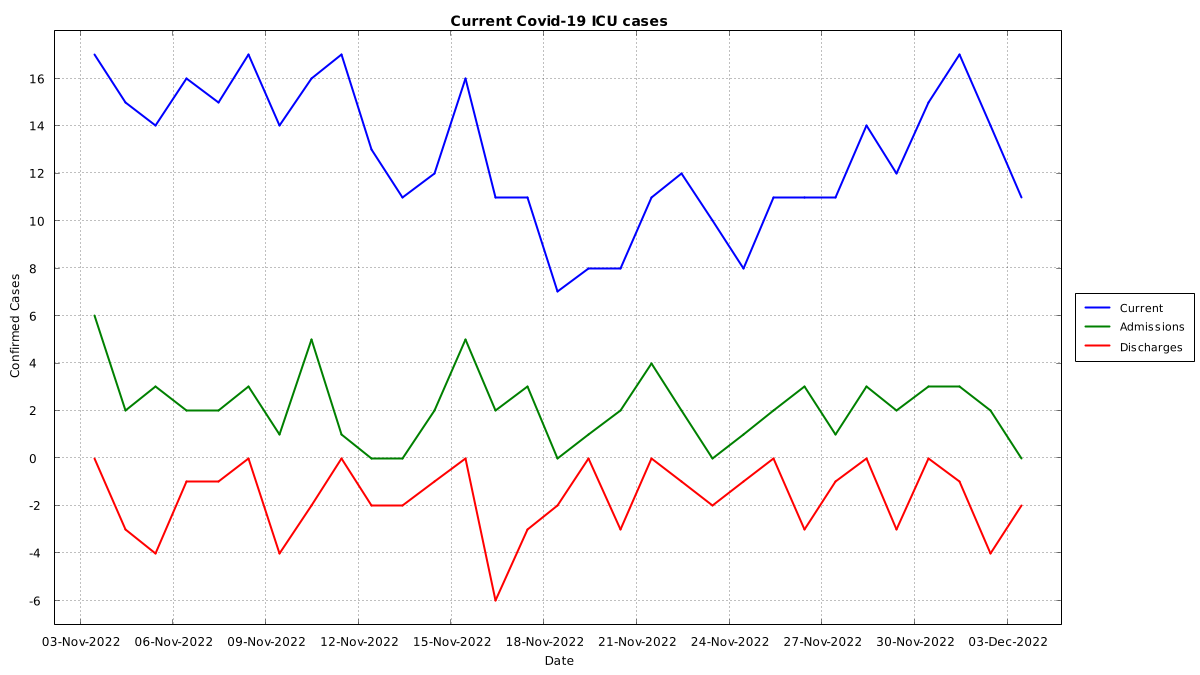 Current Covid-19 ICU cases
Confirmed Cases
16
14
12
10
8
6
4
2
0
-2
-4
-6
03-Nov-2022 06-Nov-2022 09-Nov-2022 12-Nov-2022 15-Nov-2022 18-Nov-2022 21-Nov-2022 24-Nov-2022 27-Nov-2022 30-Nov-2022 03-Dec-2022
Date
Current
Admissions
Discharges